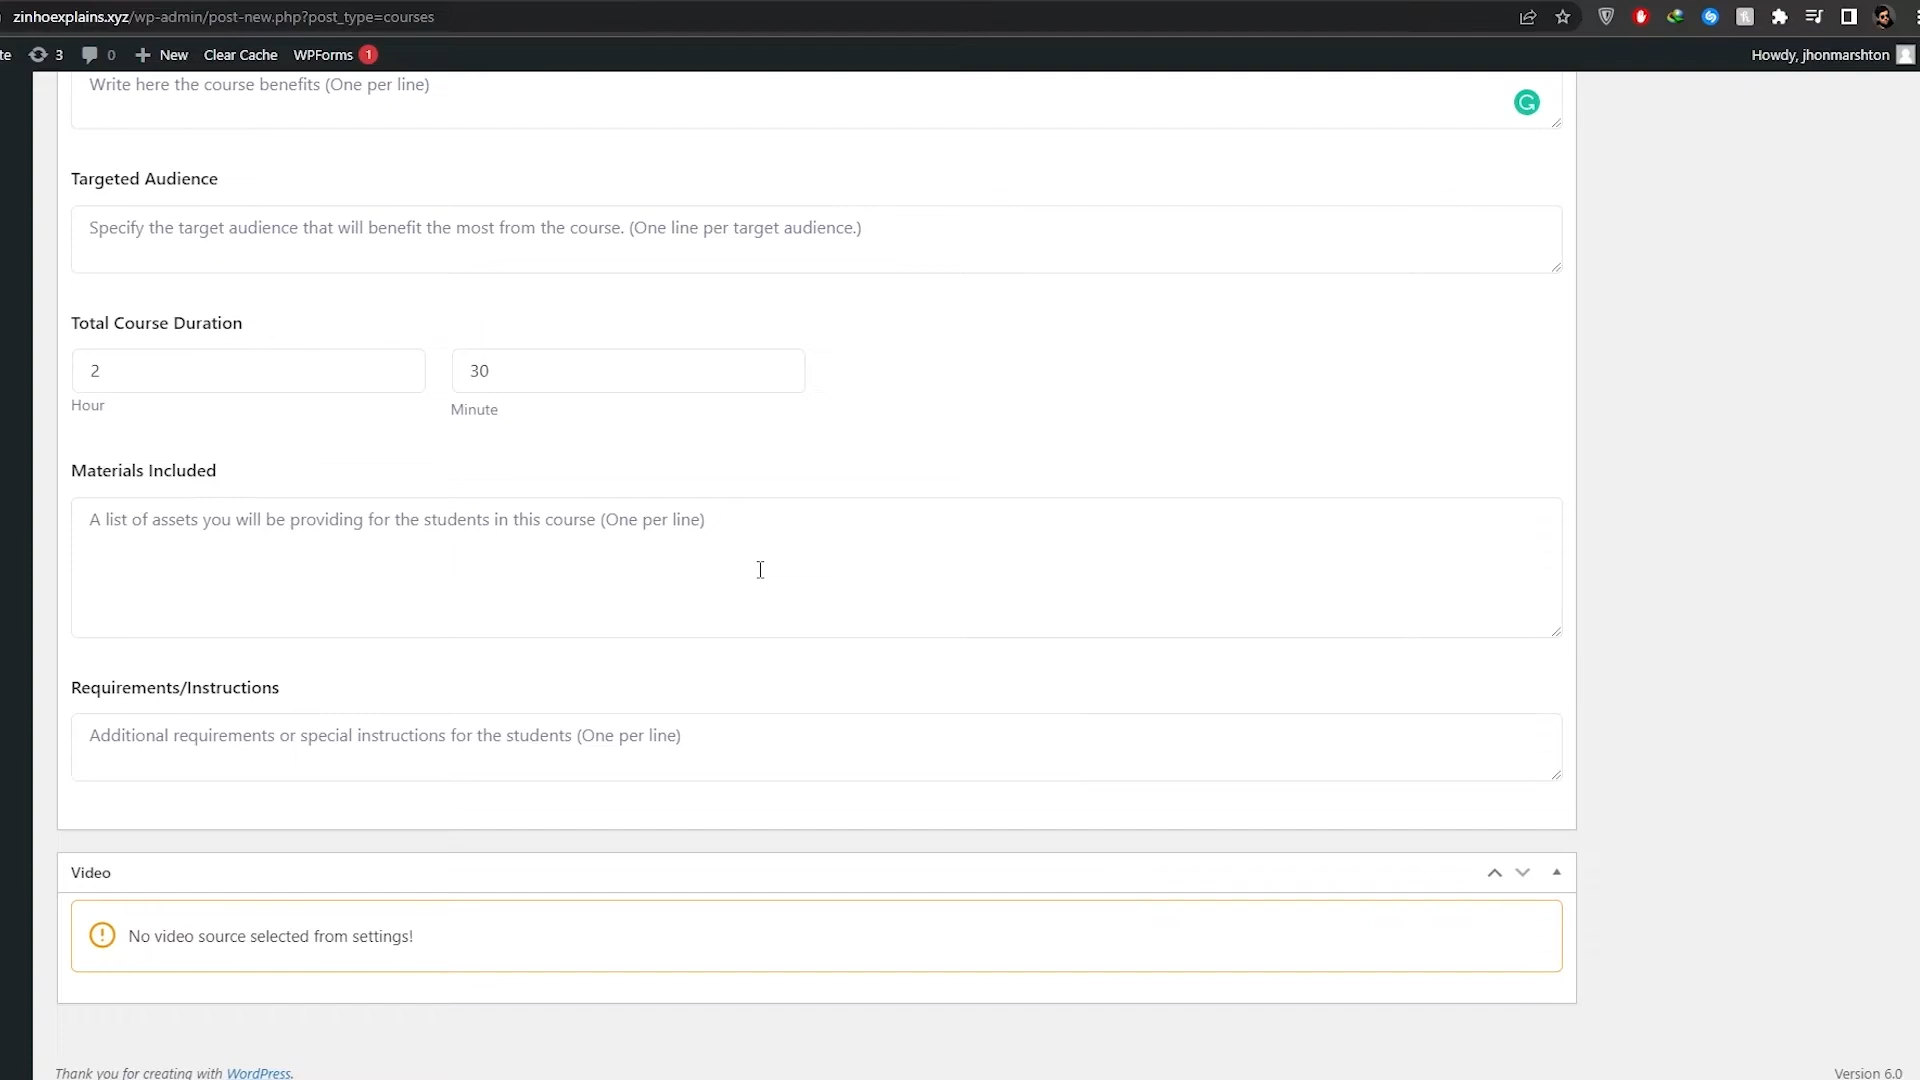 zinhoexplains.xyz/wp-admin/post-new.php?post_type=courses
te 3 0 New Clear Cache WPForms 1 Howdy, jhonmarshton
Write here the course benefits (One per line)
Targeted Audience
Specify the target audience that will benefit the most from the course. (One line per target audience.)
Total Course Duration
2 30
Hour Minute
Materials Included
A list of assets you will be providing for the students in this course (One per line)
Requirements/Instructions
Additional requirements or special instructions for the students (One per line)
Video
No video source selected from settings!
Thank you for creating with WordPress. Version 6.0